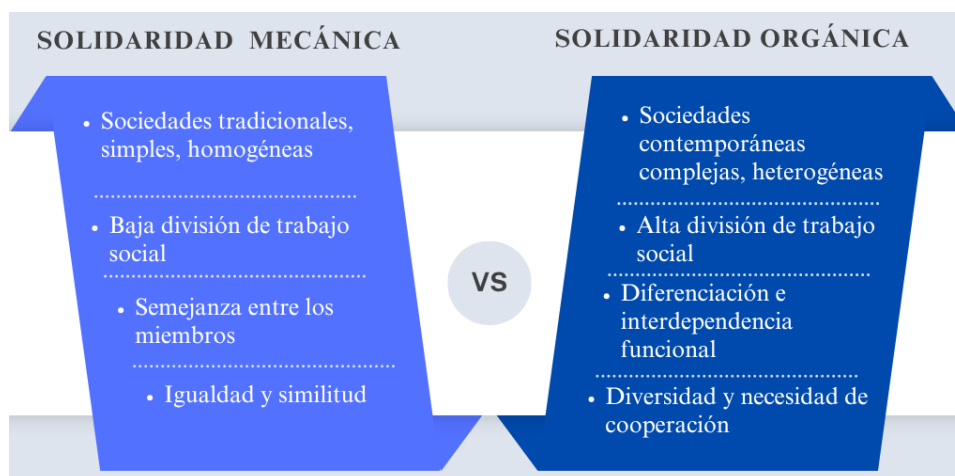 SOLIDARIDAD MECÁNICA
• Sociedades tradicionales,
simples, homogéneas
• Baja división de trabajo
social
• Semejanza entre los
miembros
• Igualdad y similitud
VS
SOLIDARIDAD ORGÁNICA
• Sociedades
contemporáneas
complejas, heterogéneas
• Alta división de trabajo
social
• Diferenciación e
interdependencia
funcional
• Diversidad y necesidad de
cooperación